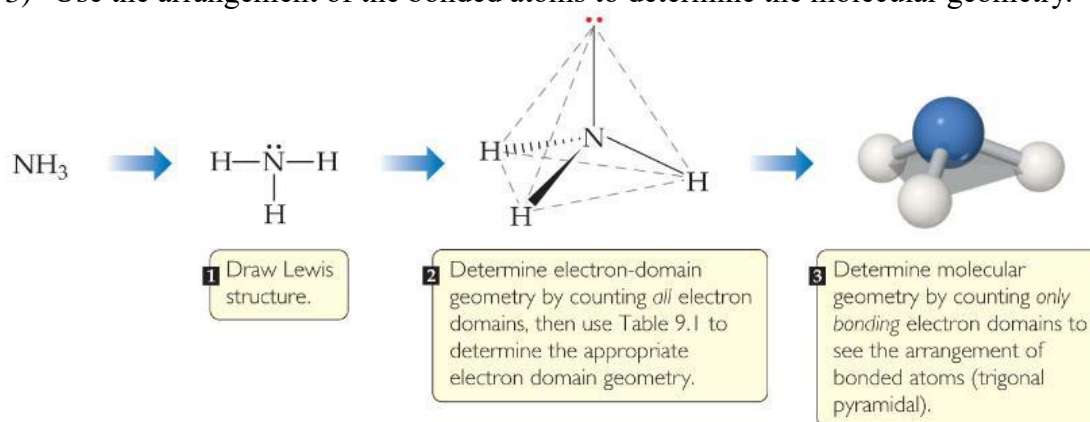 3) Use the arrangement of the bonded atoms to determine the molecular geometry.
NH3
H—N—H
H
N
H
H
H
1 Draw Lewis
structure.
2 Determine electron-domain
geometry by counting all electron
domains, then use Table 9.1 to
determine the appropriate
electron domain geometry.
3 Determine molecular
geometry by counting only
bonding electron domains to
see the arrangement of
bonded atoms (trigonal
pyramidal).